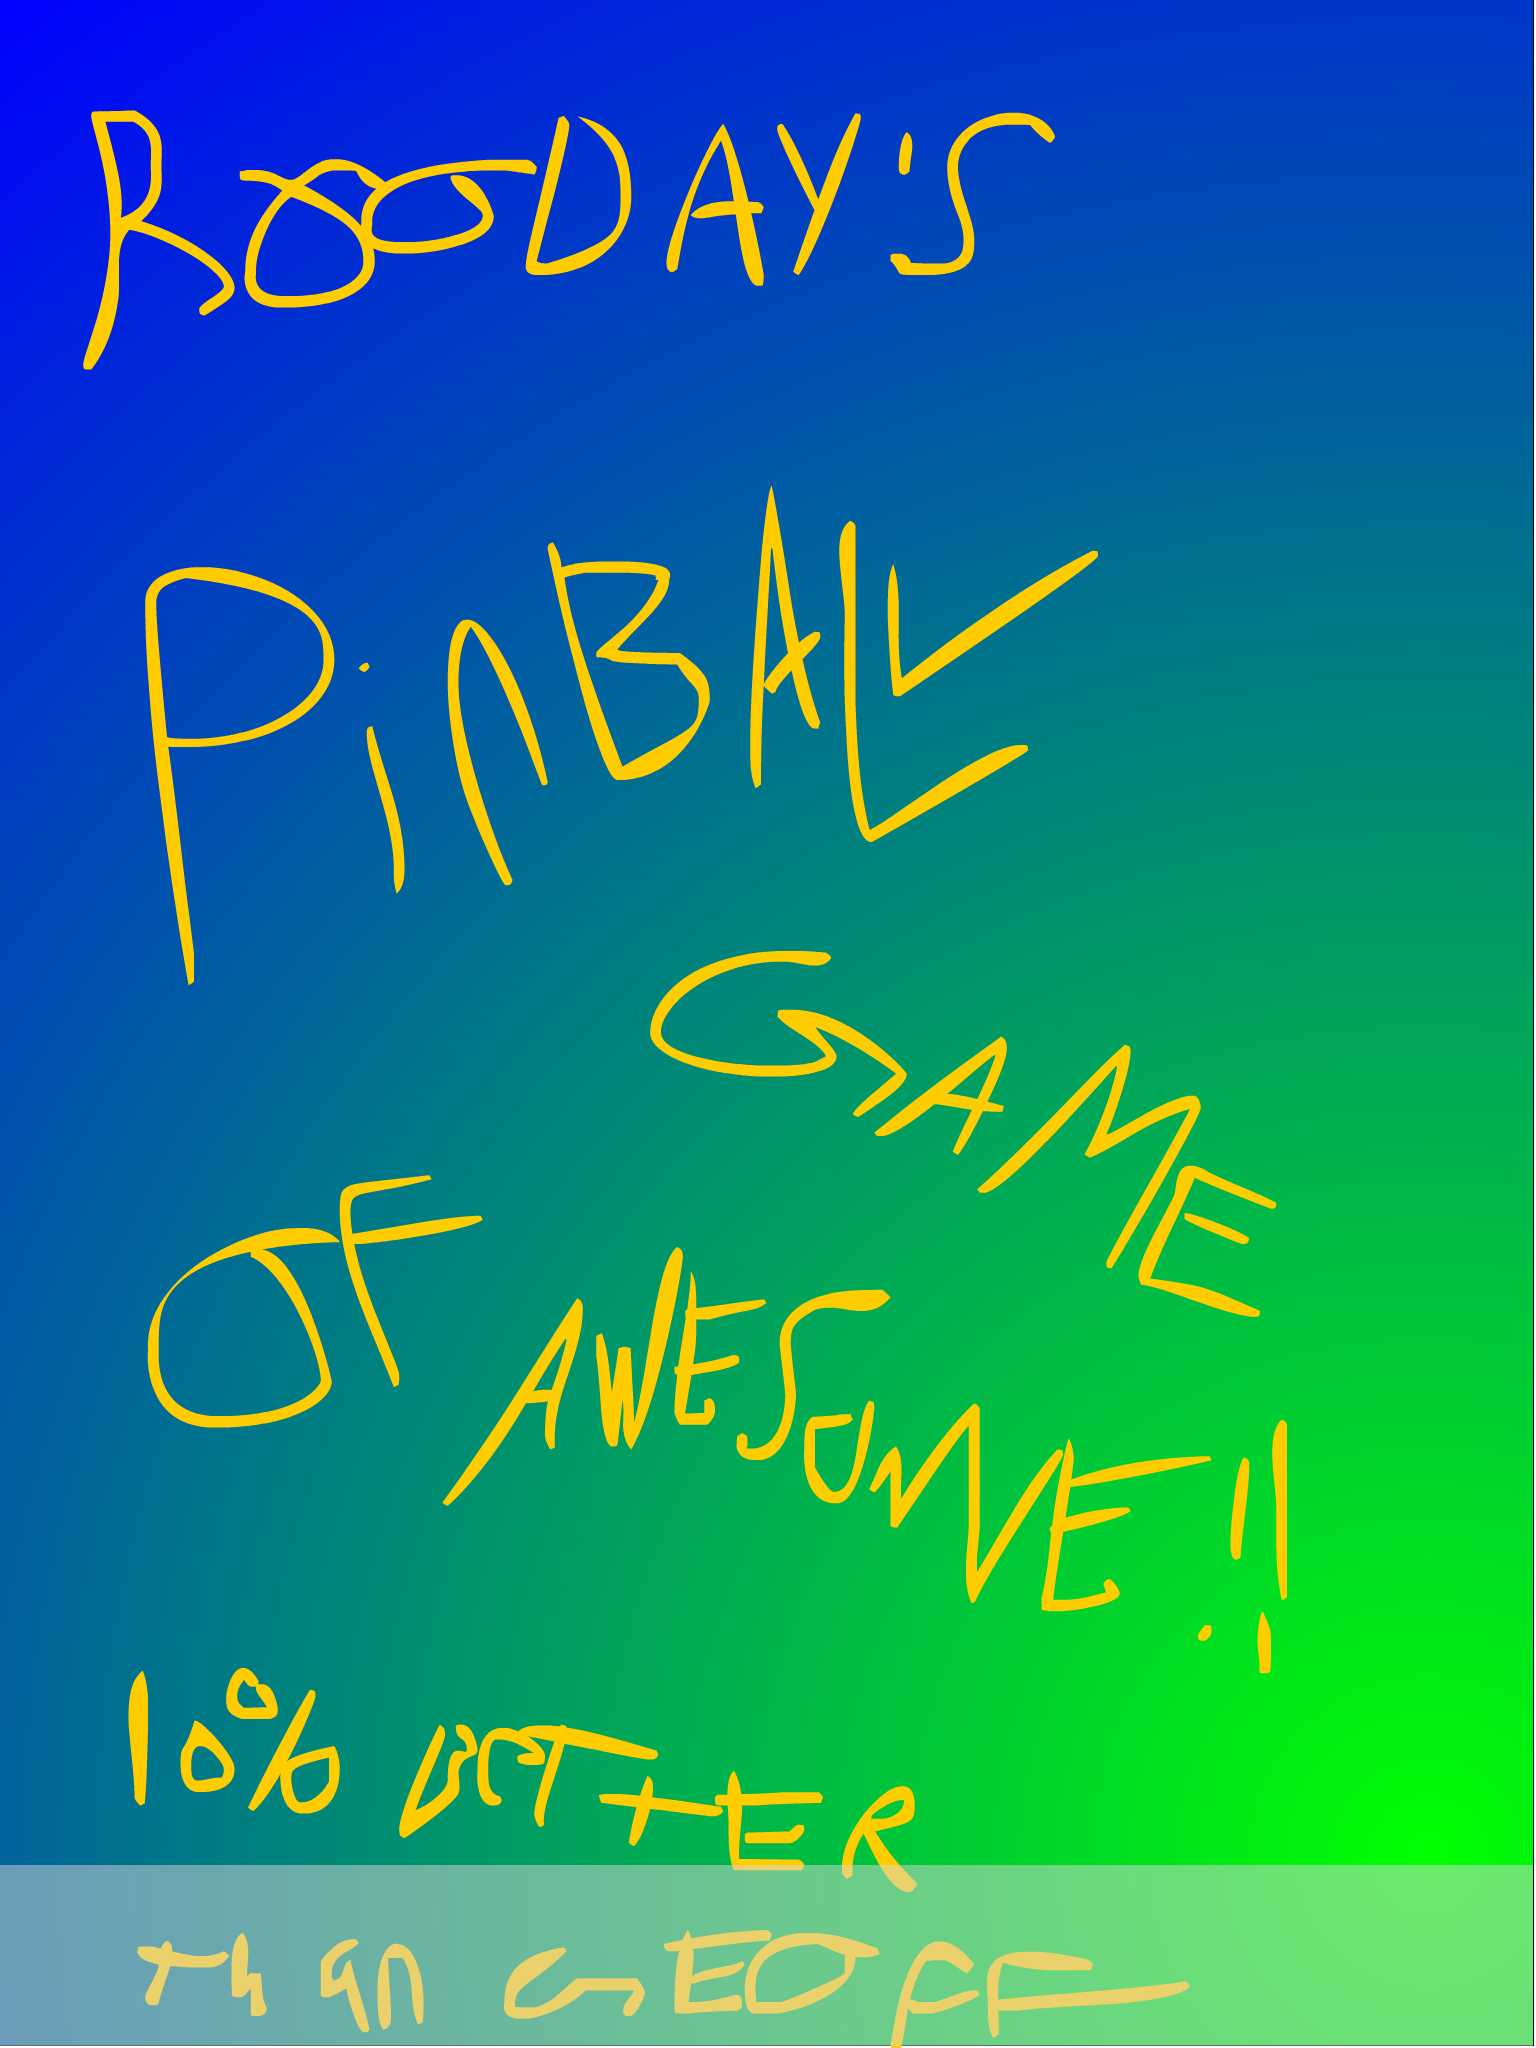 ROODAY'S
PinBALL
GAME
OF AWESOME!!
10% BETTER
Than GEOFF